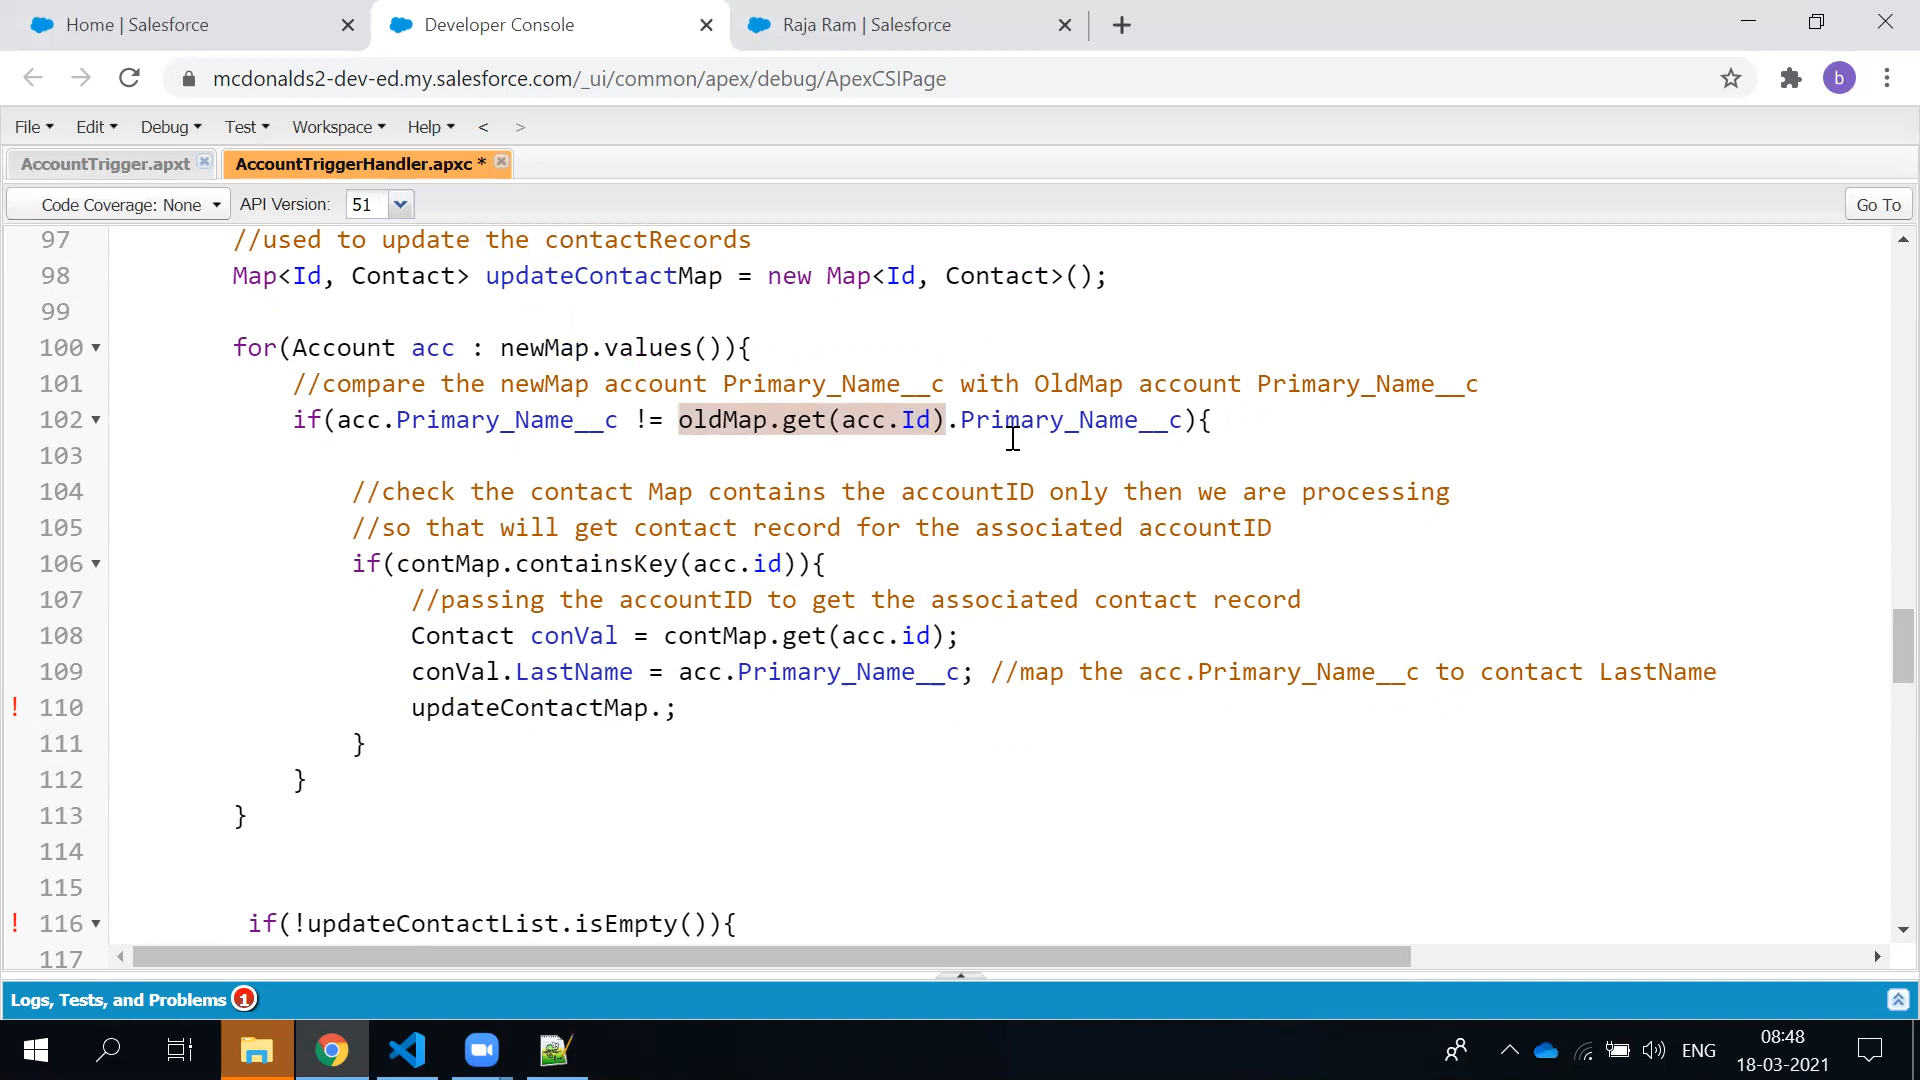 Home | Salesforce
Developer Console
Raja Ram | Salesforce
mcdonalds2-dev-ed.my.salesforce.com/_ui/common/apex/debug/ApexCSIPage
b
File Edit Debug Test Workspace Help < >
AccountTrigger.apxt
AccountTriggerHandler.apxc *
Code Coverage: None API Version: 51 Go To
97 //used to update the contactRecords
98 Map<Id, Contact> updateContactMap = new Map<Id, Contact>();
99
100 for(Account acc : newMap.values()){
101 //compare the newMap account Primary_Name__c with OldMap account Primary_Name__c
102 if(acc.Primary_Name__c != oldMap.get(acc.Id).Primary_Name__c){
103
104 //check the contact Map contains the accountID only then we are processing
105 //so that will get contact record for the associated accountID
106 if(contMap.containsKey(acc.id)){
107 //passing the accountID to get the associated contact record
108 Contact conVal = contMap.get(acc.id);
109 conVal.LastName = acc.Primary_Name__c; //map the acc.Primary_Name__c to contact LastName
! 110 updateContactMap.;
111 }
112 }
113 }
114
115
! 116 if(!updateContactList.isEmpty()){
117
Logs, Tests, and Problems 1
ENG
08:48
18-03-2021